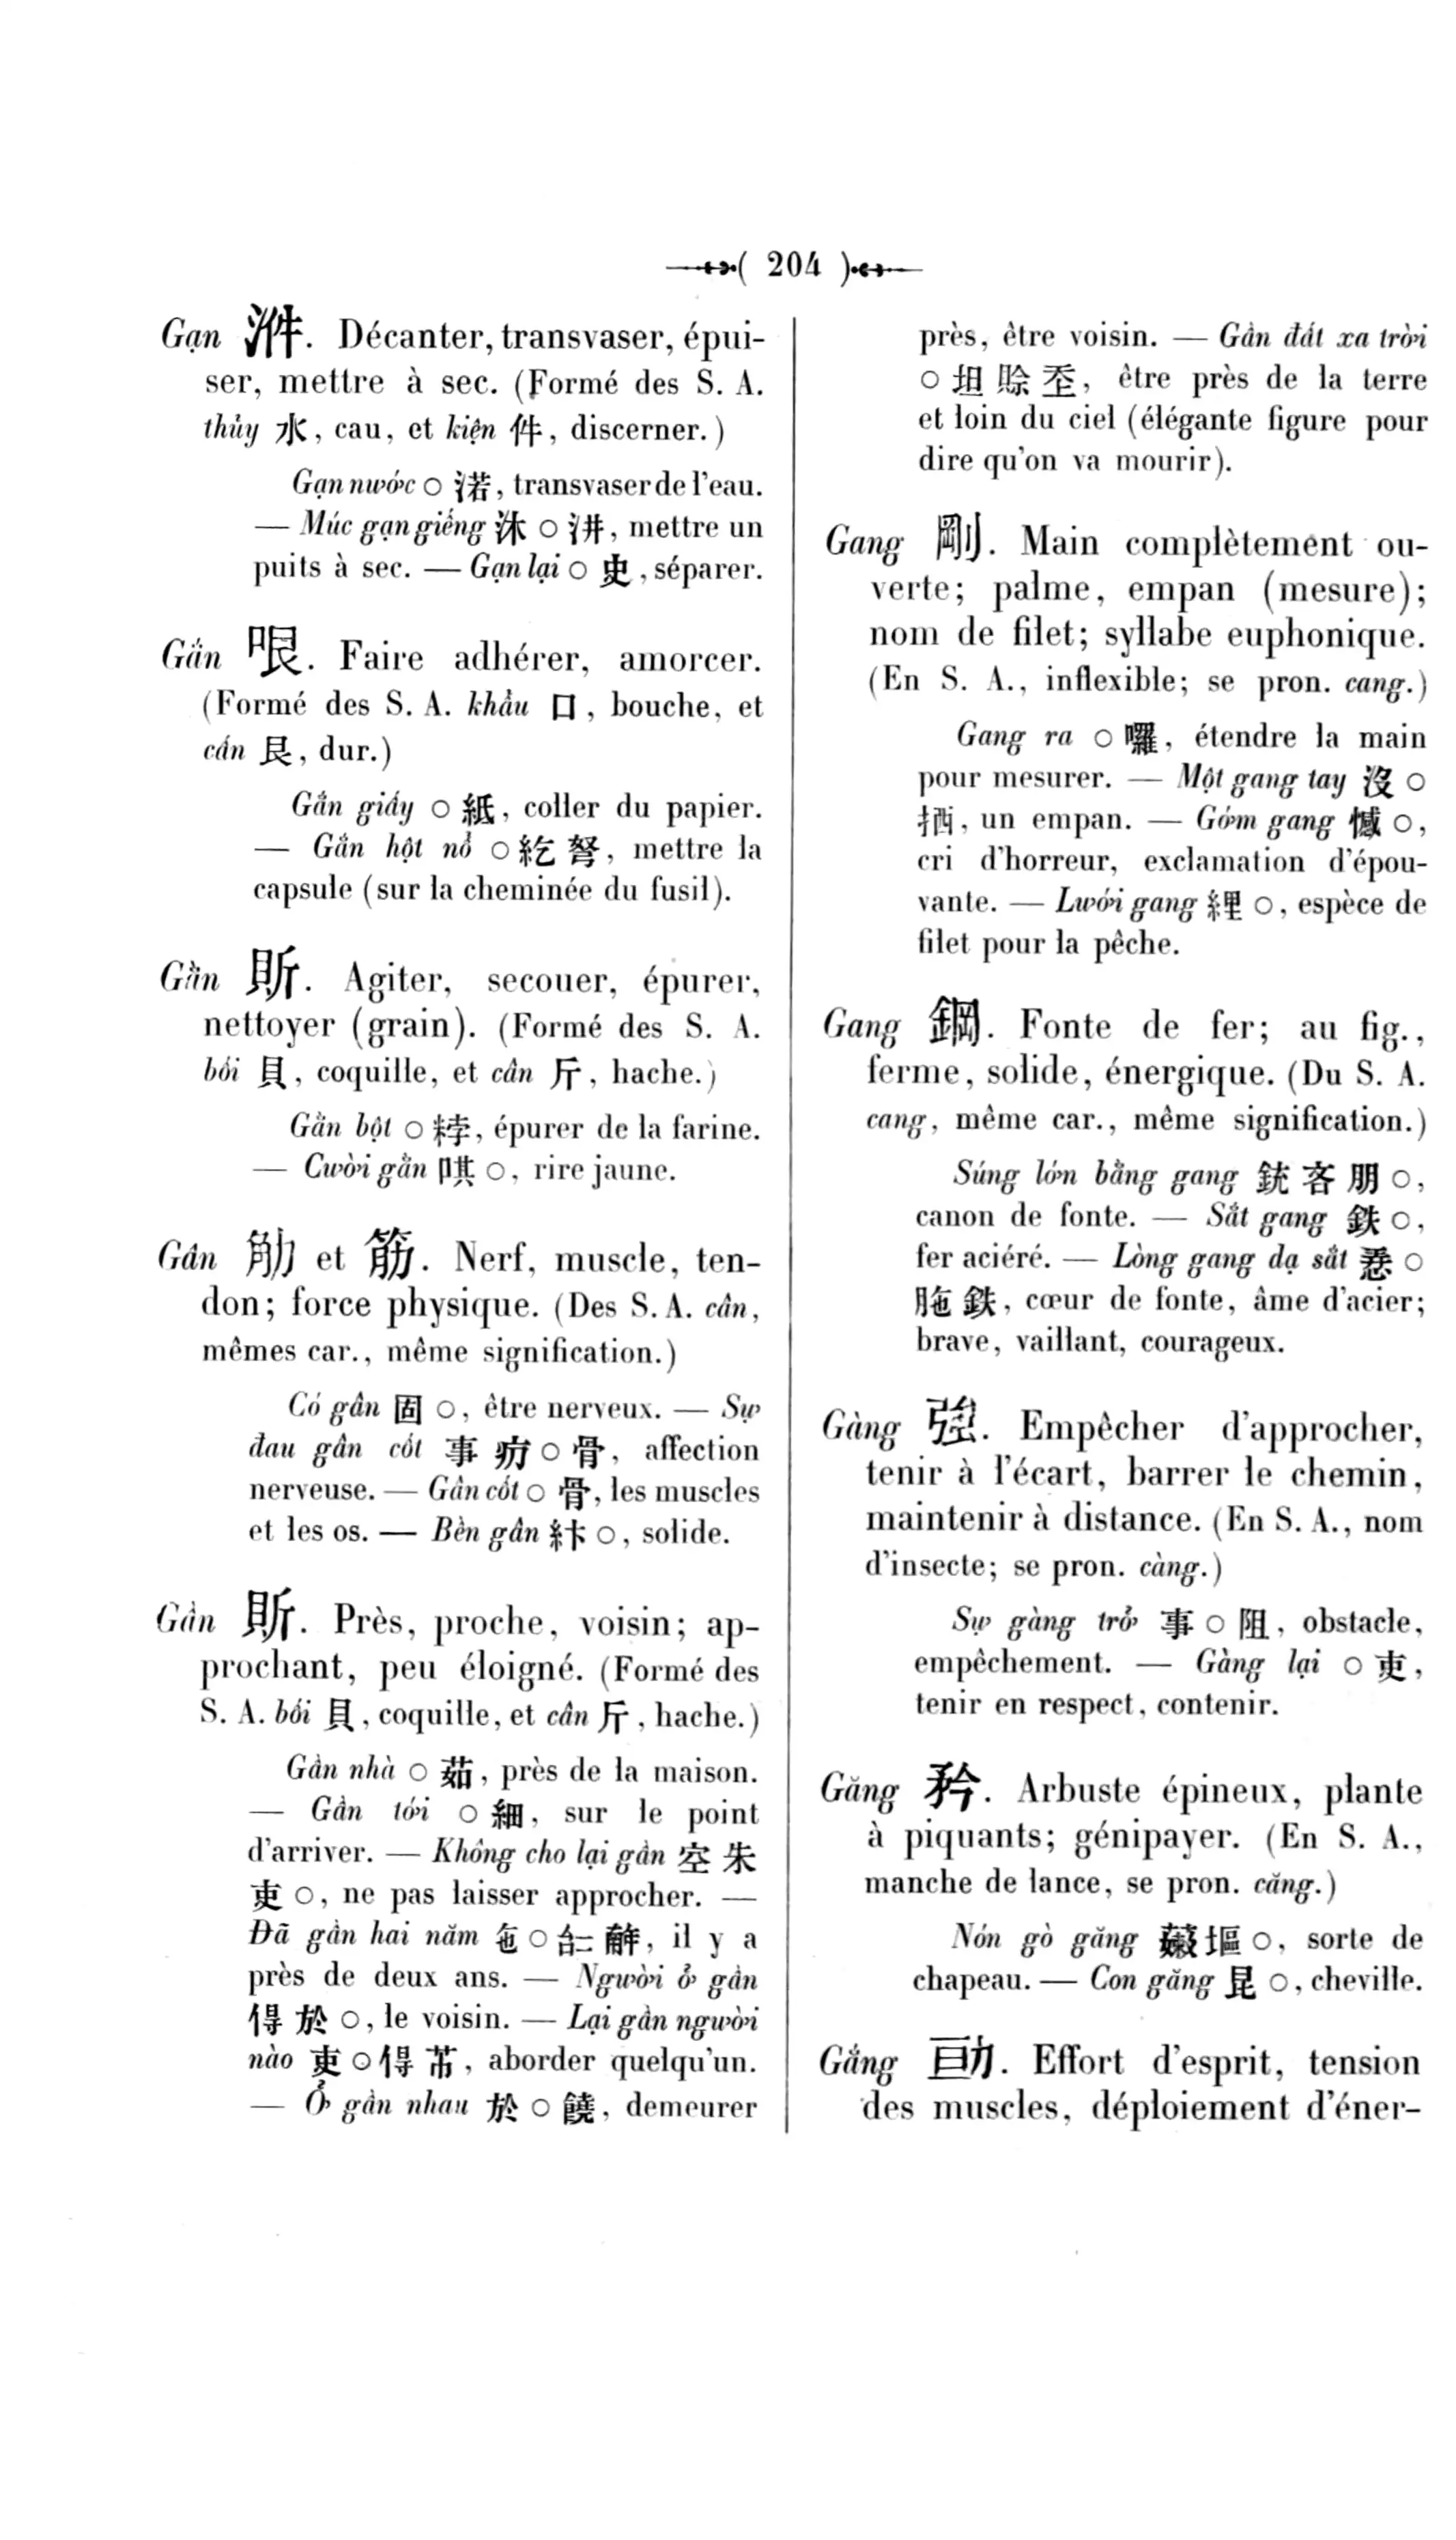 ( 204 )
Gạn 汼. Décanter, transvaser, épui-
ser, mettre à sec. (Formé des S. A.
thủy 水, cau, et kiện 件, discerner.)
Gạn nước ○ 渃, transvaser de l'eau.
— Múc gạn giếng 沐 ○ 汫, mettre un
puits à sec. — Gạn lại ○ 吏, séparer.
Gắn 哏. Faire adhérer, amorcer.
(Formé des S. A. khẩu 口, bouche, et
cấn 艮, dur.)
Gắn giấy ○ 紙, coller du papier.
— Gắn hột nổ ○ 紇 弩, mettre la
capsule (sur la cheminée du fusil).
Gằn 賏. Agiter, secouer, épurer,
nettoyer (grain). (Formé des S. A.
bối 貝, coquille, et cân 斤, hache.)
Gằn bột ○ 粰, épurer de la farine.
— Cười gằn 唭 ○, rire jaune.
Gân 觔 et 筋. Nerf, muscle, ten-
don; force physique. (Des S. A. cân,
mêmes car., même signification.)
Có gân 固 ○, être nerveux. — Sự
đau gân cốt 事 疠 ○ 骨, affection
nerveuse. — Gân cốt ○ 骨, les muscles
et les os. — Bền gân 紨 ○, solide.
Gần 𧵆. Près, proche, voisin; ap-
prochant, peu éloigné. (Formé des
S. A. bối 貝, coquille, et cân 斤, hache.)
Gần nhà ○ 茹, près de la maison.
— Gần tới ○ 細, sur le point
d'arriver. — Không cho lại gần 空 朱
吏 ○, ne pas laisser approcher. —
Đã gần hai năm 㐌 ○ 𠄩 𢆥, il y a
près de deux ans. — Người ở gần
㝵 於 ○, le voisin. — Lại gần người
nào 吏 ○ 㝵 芾, aborder quelqu'un.
— Ở gần nhau 於 ○ 饒, demeurer
près, être voisin. — Gần đất xa trời
○ 坦 賒 𡗶, être près de la terre
et loin du ciel (élégante figure pour
dire qu'on va mourir).
Gang 剛. Main complètement ou-
verte; palme, empan (mesure);
nom de filet; syllabe euphonique.
(En S. A., inflexible; se pron. cang.)
Gang ra ○ 囉, étendre la main
pour mesurer. — Một gang tay 沒 ○
拪, un empan. — Gớm gang 憾 ○,
cri d'horreur, exclamation d'épou-
vante. — Lưới gang 䋥 ○, espèce de
filet pour la pêche.
Gang 鋼. Fonte de fer; au fig.,
ferme, solide, énergique. (Du S. A.
cang, même car., même signification.)
Súng lớn bằng gang 銃 吝 朋 ○,
canon de fonte. — Sắt gang 鉄 ○,
fer aciéré. — Lòng gang dạ sắt 𢚸 ○
胣 鉄, cœur de fonte, âme d'acier;
brave, vaillant, courageux.
Gàng 強. Empêcher d'approcher,
tenir à l'écart, barrer le chemin,
maintenir à distance. (En S. A., nom
d'insecte; se pron. càng.)
Sự gàng trở 事 ○ 阻, obstacle,
empêchement. — Gàng lại ○ 吏,
tenir en respect, contenir.
Găng 矜. Arbuste épineux, plante
à piquants; génipayer. (En S. A.,
manche de lance, se pron. căng.)
Nón gò găng ○, sorte de
chapeau. — Con găng 昆 ○, cheville.
Gắng 𠡚. Effort d'esprit, tension
des muscles, déploiement d'éner-